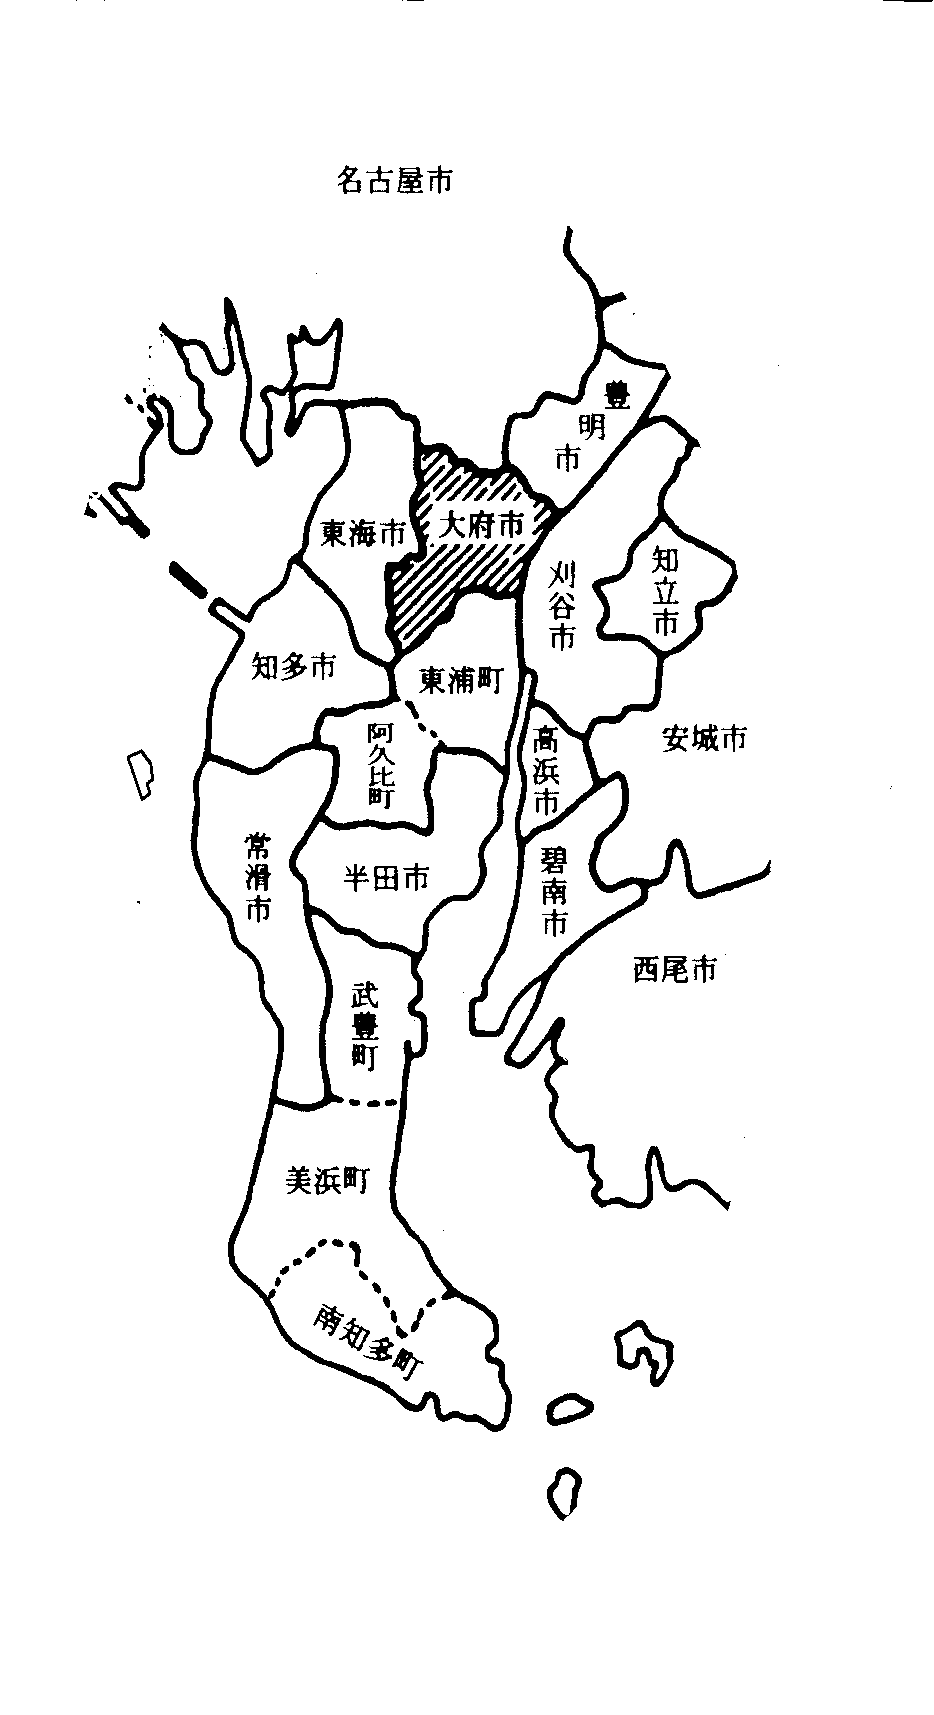 名古屋市
豊明市
大府市
東海市
刈谷市
知立市
知多市
東浦町
阿久比町
高浜市
安城市
常滑市
半田市
碧南市
西尾市
武豊町
美浜町
南知多町